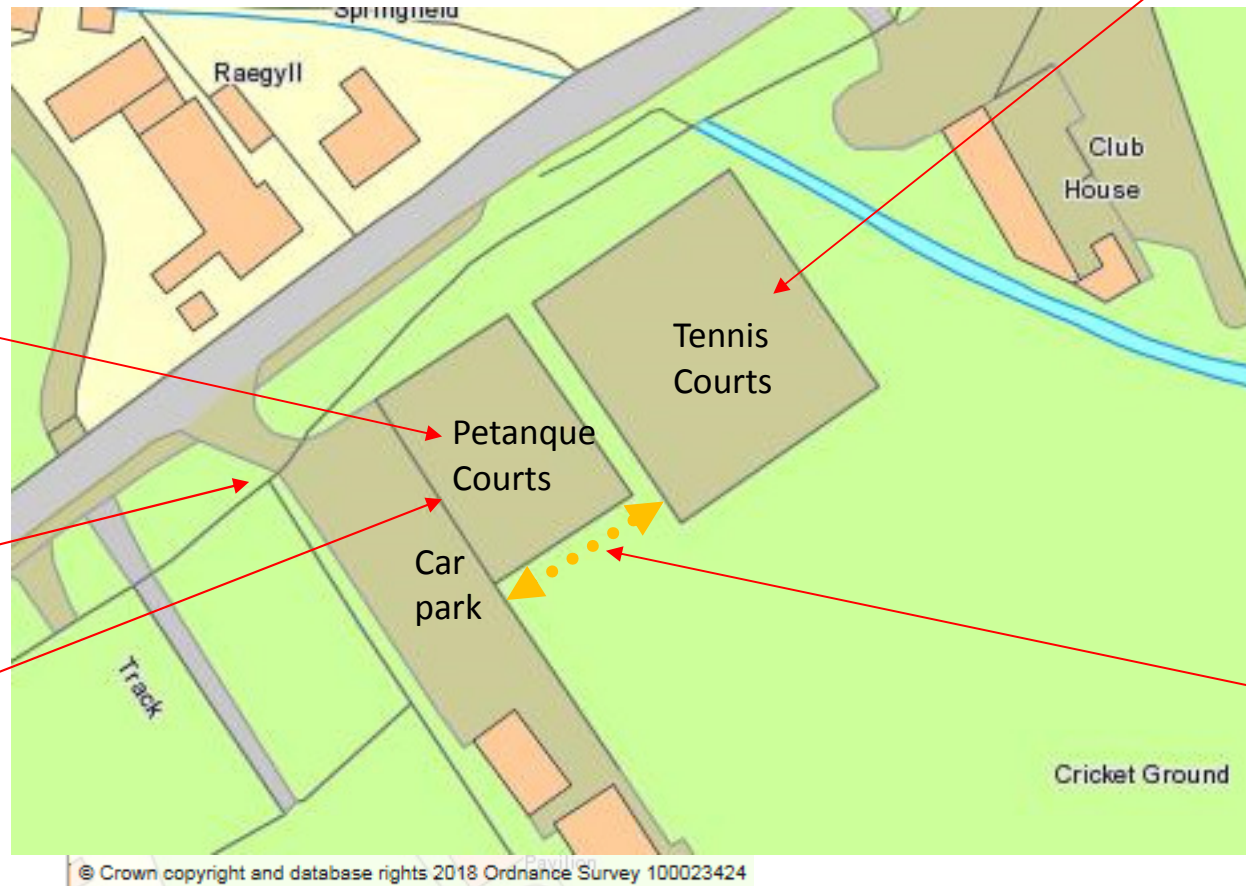 Springfield
Raegyll
Club
House
Tennis
Courts
Petanque
Courts
Car
park
Track
Cricket Ground
Pavilion
© Crown copyright and database rights 2018 Ordnance Survey 100023424